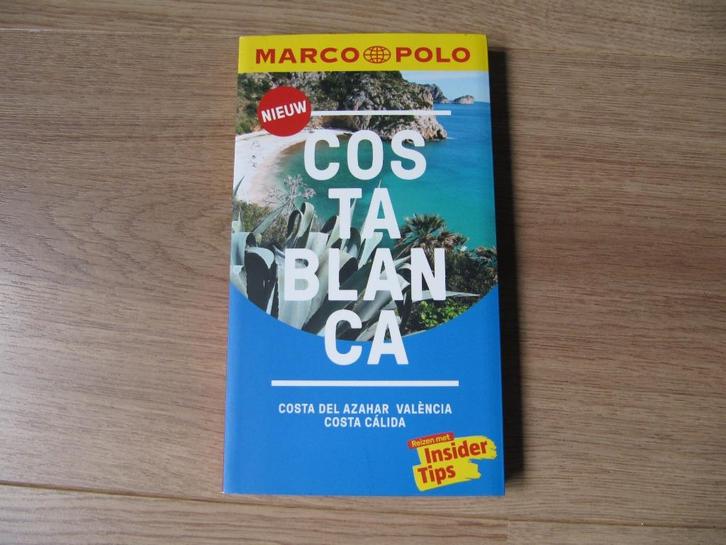 MARCO POLO
NIEUW
COS
TA
BLAN
CA
COSTA DEL AZAHAR VALÈNCIA
COSTA CÁLIDA
Reizen met
Insider
Tips